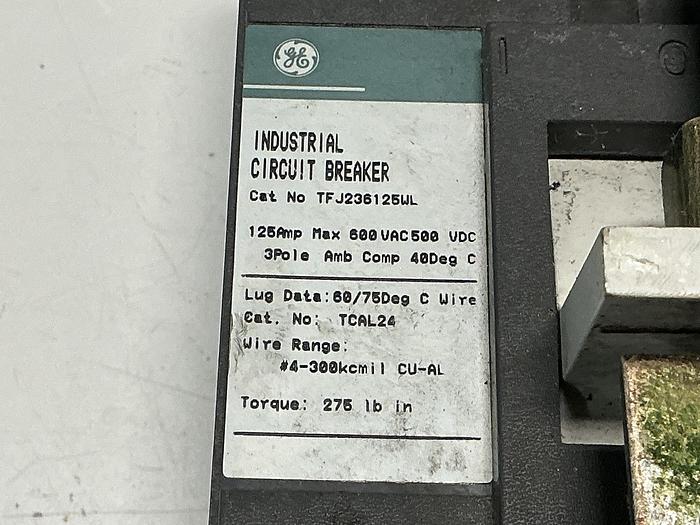 GE
INDUSTRIAL
CIRCUIT BREAKER
Cat No TFJ236125WL
125Amp Max 600VAC500 VDC
3Pole Amb Comp 40Deg C
Lug Data:60/75Deg C Wire
Cat. No: TCAL24
Wire Range:
#4-300kcmil CU-AL
Torque: 275 lb in